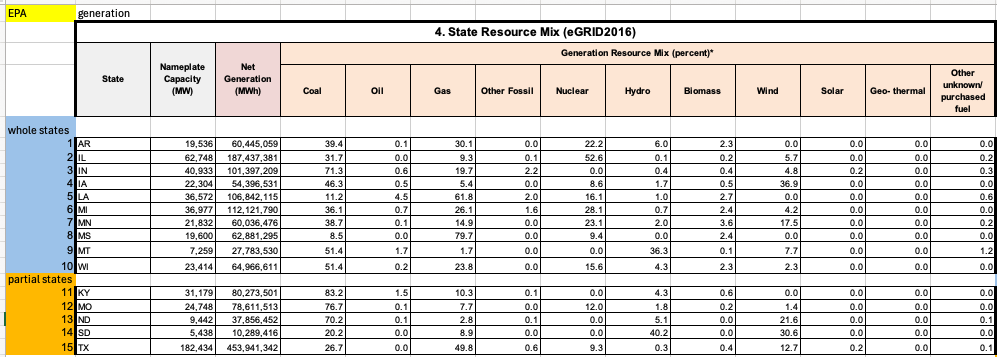 EPA generation
4. State Resource Mix (eGRID2016)
State Nameplate Capacity (MW) Net Generation (MWh) Generation Resource Mix (percent)*
Coal Oil Gas Other Fossil Nuclear Hydro Biomass Wind Solar Geo- thermal Other unknown/ purchased fuel
whole states
1 AR 19,536 60,445,059 39.4 0.1 30.1 0.0 22.2 6.0 2.3 0.0 0.0 0.0 0.0
2 IL 62,748 187,437,381 31.7 0.0 9.3 0.1 52.6 0.1 0.2 5.7 0.0 0.0 0.2
3 IN 40,933 101,397,209 71.3 0.6 19.7 2.2 0.0 0.4 0.4 4.8 0.2 0.0 0.3
4 IA 22,304 54,396,531 46.3 0.5 5.4 0.0 8.6 1.7 0.5 36.9 0.0 0.0 0.0
5 LA 36,572 106,842,115 11.2 4.5 61.8 2.0 16.1 1.0 2.7 0.0 0.0 0.0 0.6
6 MI 36,977 112,121,790 36.1 0.7 26.1 1.6 28.1 0.7 2.4 4.2 0.0 0.0 0.0
7 MN 21,832 60,036,476 38.7 0.1 14.9 0.0 23.1 2.0 3.6 17.5 0.0 0.0 0.2
8 MS 19,600 62,881,295 8.5 0.0 79.7 0.0 9.4 0.0 2.4 0.0 0.0 0.0 0.0
9 MT 7,259 27,783,530 51.4 1.7 1.7 0.0 0.0 36.3 0.1 7.7 0.0 0.0 1.2
10 WI 23,414 64,966,611 51.4 0.2 23.8 0.0 15.6 4.3 2.3 2.3 0.0 0.0 0.0
partial states
11 KY 31,179 80,273,501 83.2 1.5 10.3 0.1 0.0 4.3 0.6 0.0 0.0 0.0 0.0
12 MO 24,748 78,611,513 76.7 0.1 7.7 0.0 12.0 1.8 0.2 1.4 0.0 0.0 0.0
13 ND 9,442 37,856,452 70.2 0.1 2.8 0.1 0.0 5.1 0.0 21.6 0.0 0.0 0.1
14 SD 5,438 10,289,416 20.2 0.0 8.9 0.0 0.0 40.2 0.0 30.6 0.0 0.0 0.0
15 TX 182,434 453,941,342 26.7 0.0 49.8 0.6 9.3 0.3 0.4 12.7 0.2 0.0 0.1